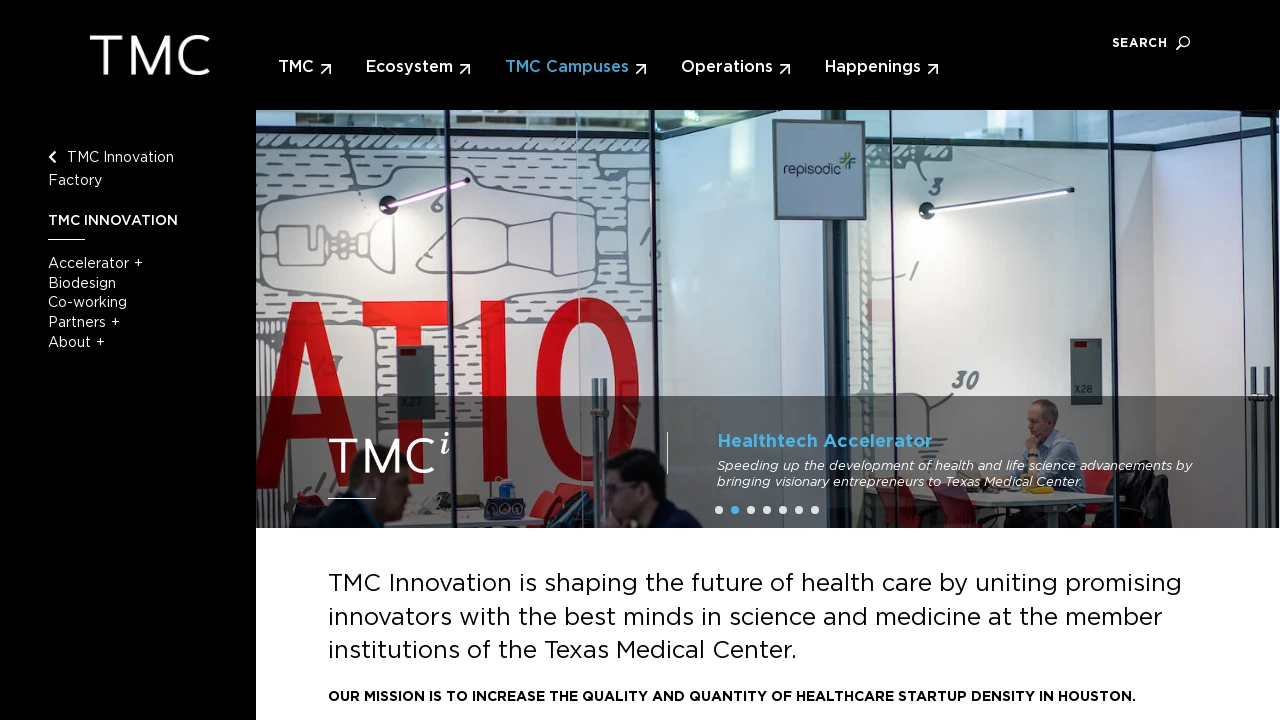 TMC
TMC
Ecosystem
TMC Campuses
Operations
Happenings
SEARCH
TMC Innovation
Factory
TMC INNOVATION
Accelerator +
Biodesign
Co-working
Partners +
About +
repisodic
3
30
ATIO
X27
X28
TMCi
Healthtech Accelerator
Speeding up the development of health and life science advancements by
bringing visionary entrepreneurs to Texas Medical Center.
TMC Innovation is shaping the future of health care by uniting promising
innovators with the best minds in science and medicine at the member
institutions of the Texas Medical Center.
OUR MISSION IS TO INCREASE THE QUALITY AND QUANTITY OF HEALTHCARE STARTUP DENSITY IN HOUSTON.